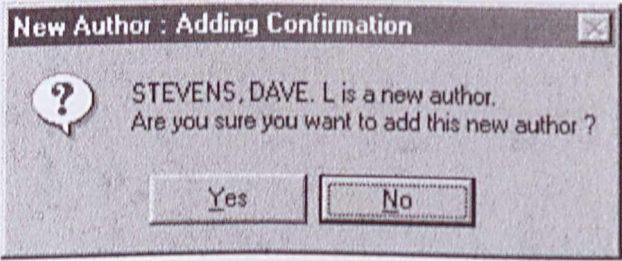 New Author : Adding Confirmation
STEVENS, DAVE. L is a new author.
Are you sure you want to add this new author ?
Yes
No